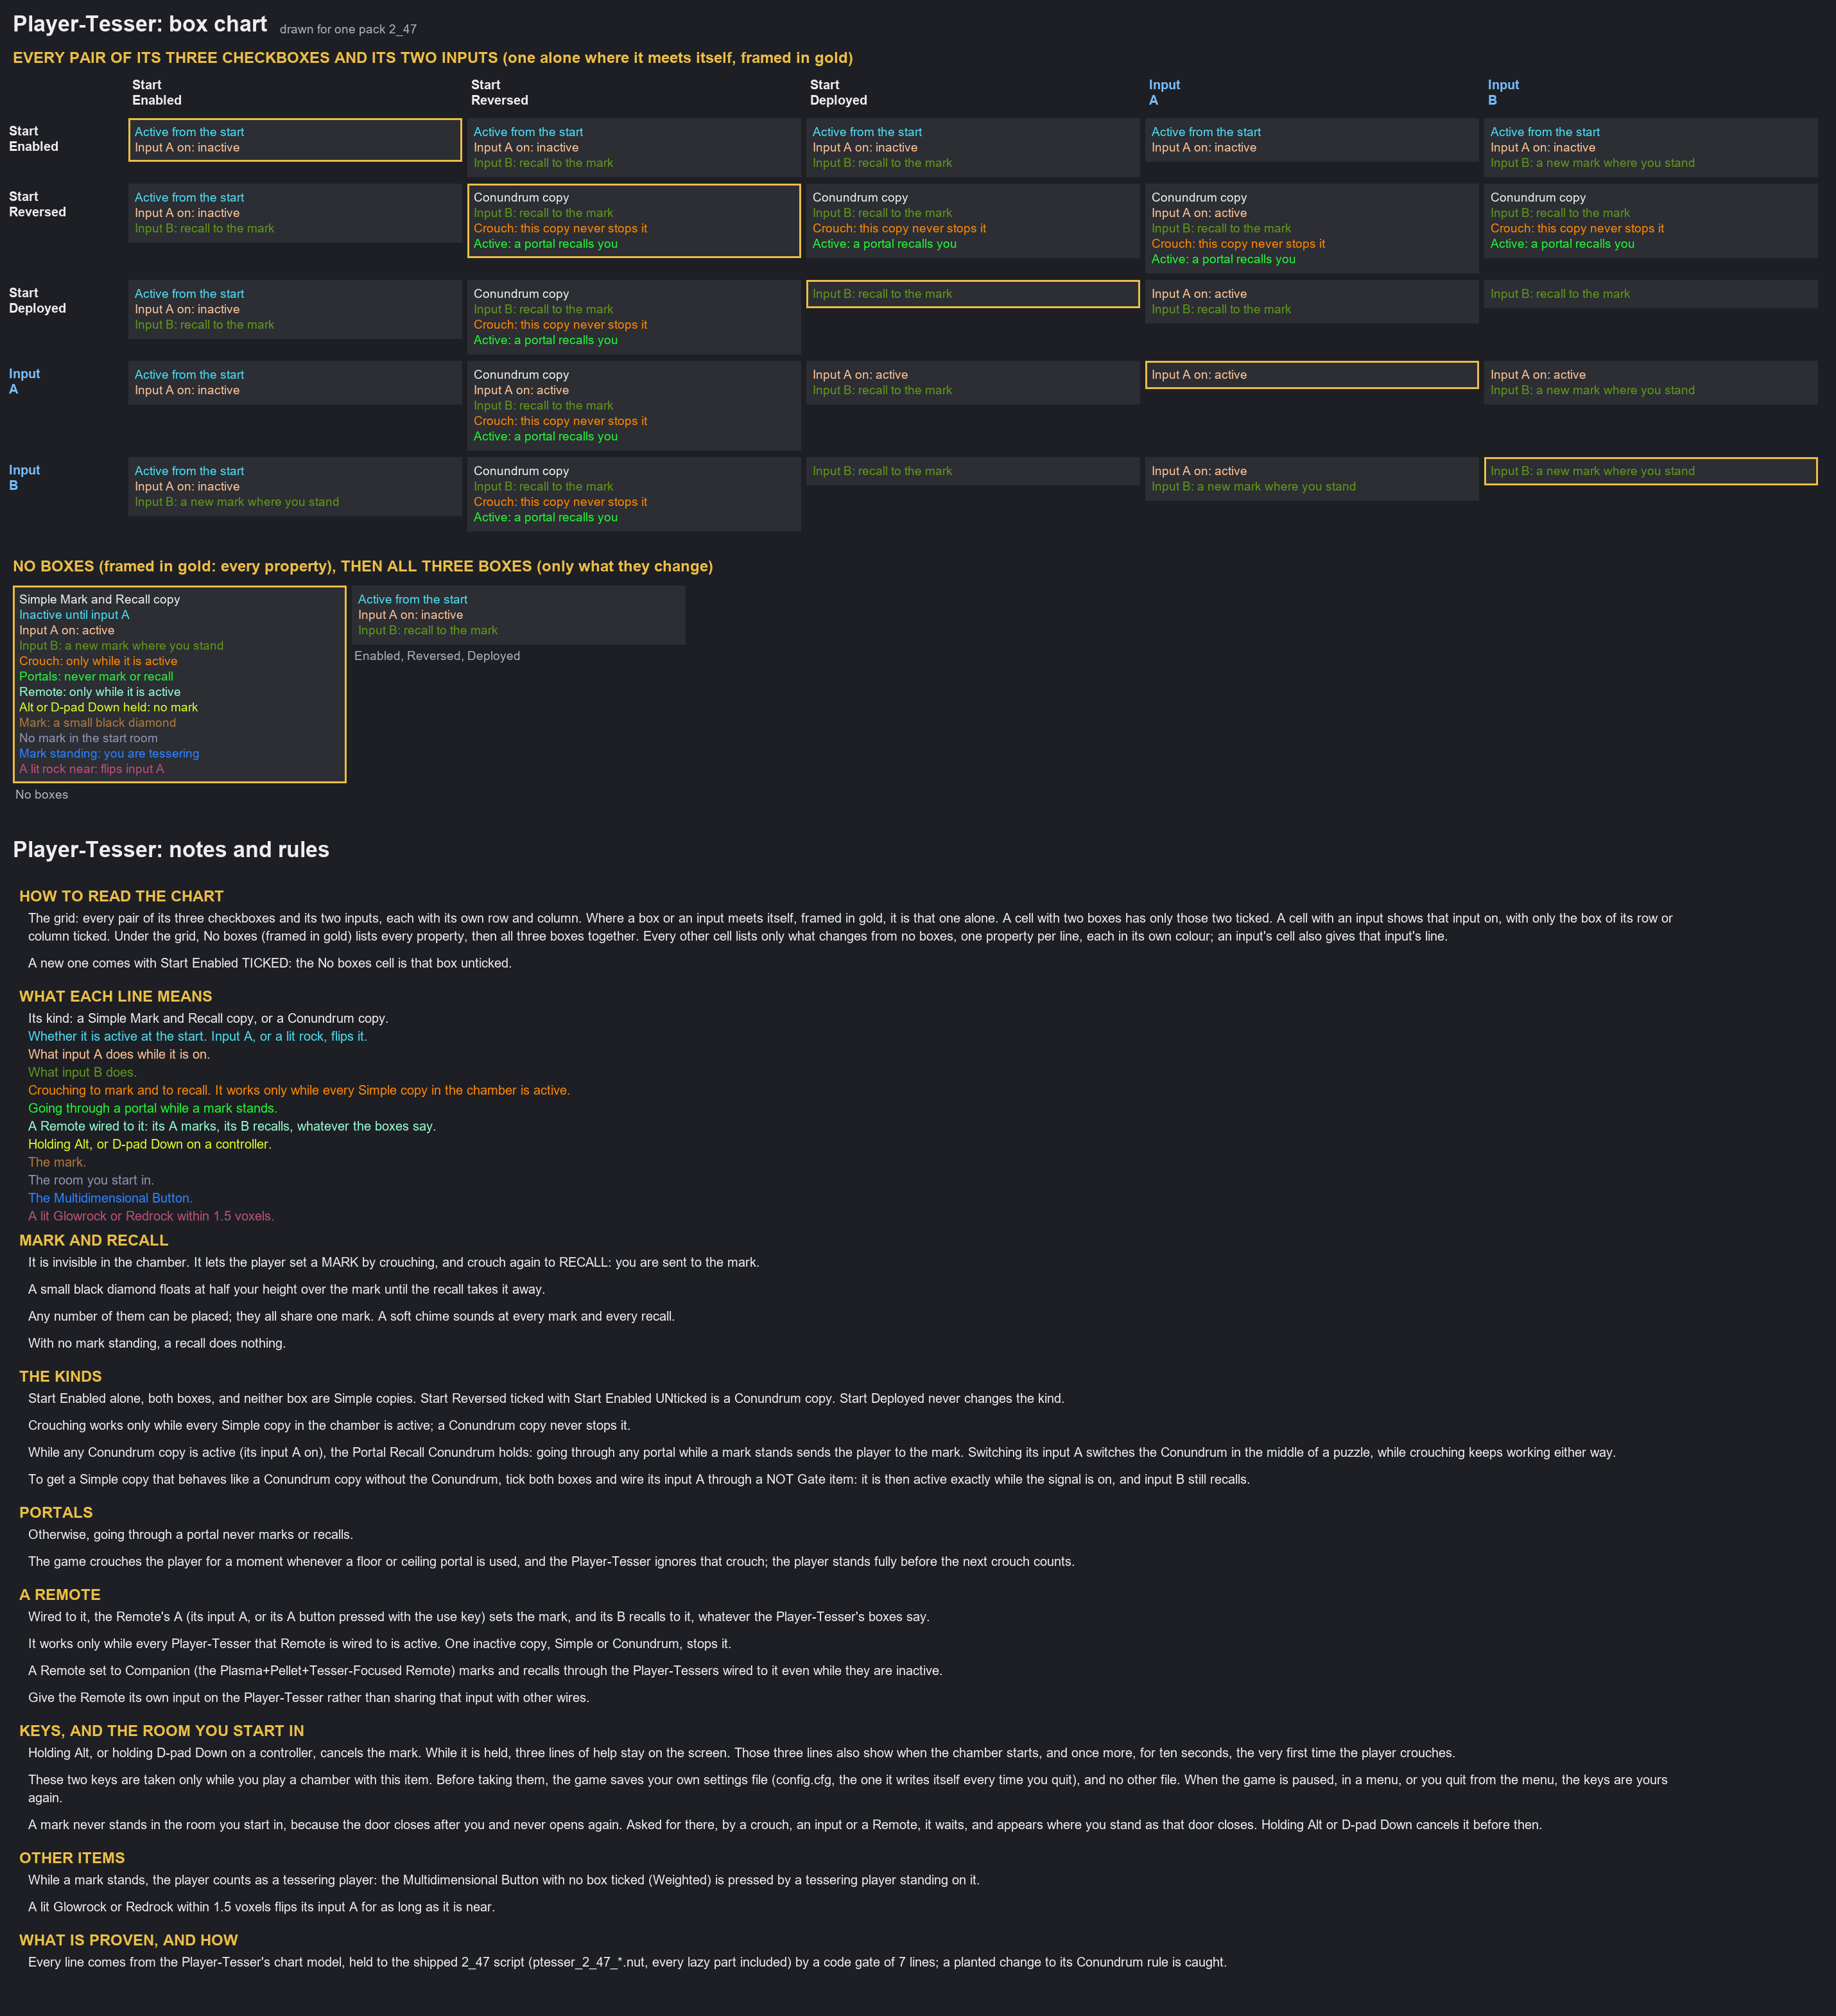 Player-Tesser: box chart drawn for one pack 2_47
EVERY PAIR OF ITS THREE CHECKBOXES AND ITS TWO INPUTS (one alone where it meets itself, framed in gold)
Start
Enabled
Start
Reversed
Start
Deployed
Input
A
Input
B
Start
Enabled
Active from the start
Input A on: inactive
Active from the start
Input A on: inactive
Input B: recall to the mark
Active from the start
Input A on: inactive
Input B: recall to the mark
Active from the start
Input A on: inactive
Active from the start
Input A on: inactive
Input B: a new mark where you stand
Start
Reversed
Active from the start
Input A on: inactive
Input B: recall to the mark
Conundrum copy
Input B: recall to the mark
Crouch: this copy never stops it
Active: a portal recalls you
Conundrum copy
Input B: recall to the mark
Crouch: this copy never stops it
Active: a portal recalls you
Conundrum copy
Input A on: active
Input B: recall to the mark
Crouch: this copy never stops it
Active: a portal recalls you
Conundrum copy
Input B: recall to the mark
Crouch: this copy never stops it
Active: a portal recalls you
Start
Deployed
Active from the start
Input A on: inactive
Input B: recall to the mark
Conundrum copy
Input B: recall to the mark
Crouch: this copy never stops it
Active: a portal recalls you
Input B: recall to the mark
Input A on: active
Input B: recall to the mark
Input B: recall to the mark
Input
A
Active from the start
Input A on: inactive
Conundrum copy
Input A on: active
Input B: recall to the mark
Crouch: this copy never stops it
Active: a portal recalls you
Input A on: active
Input B: recall to the mark
Input A on: active
Input A on: active
Input B: a new mark where you stand
Input
B
Active from the start
Input A on: inactive
Input B: a new mark where you stand
Conundrum copy
Input B: recall to the mark
Crouch: this copy never stops it
Active: a portal recalls you
Input B: recall to the mark
Input A on: active
Input B: a new mark where you stand
Input B: a new mark where you stand
NO BOXES (framed in gold: every property), THEN ALL THREE BOXES (only what they change)
Simple Mark and Recall copy
Inactive until input A
Input A on: active
Input B: a new mark where you stand
Crouch: only while it is active
Portals: never mark or recall
Remote: only while it is active
Alt or D-pad Down held: no mark
Mark: a small black diamond
No mark in the start room
Mark standing: you are tessering
A lit rock near: flips input A
No boxes
Active from the start
Input A on: inactive
Input B: recall to the mark
Enabled, Reversed, Deployed
Player-Tesser: notes and rules
HOW TO READ THE CHART
The grid: every pair of its three checkboxes and its two inputs, each with its own row and column. Where a box or an input meets itself, framed in gold, it is that one alone. A cell with two boxes has only those two ticked. A cell with an input shows that input on, with only the box of its row or
column ticked. Under the grid, No boxes (framed in gold) lists every property, then all three boxes together. Every other cell lists only what changes from no boxes, one property per line, each in its own colour; an input's cell also gives that input's line.
A new one comes with Start Enabled TICKED: the No boxes cell is that box unticked.
WHAT EACH LINE MEANS
Its kind: a Simple Mark and Recall copy, or a Conundrum copy.
Whether it is active at the start. Input A, or a lit rock, flips it.
What input A does while it is on.
What input B does.
Crouching to mark and to recall. It works only while every Simple copy in the chamber is active.
Going through a portal while a mark stands.
A Remote wired to it: its A marks, its B recalls, whatever the boxes say.
Holding Alt, or D-pad Down on a controller.
The mark.
The room you start in.
The Multidimensional Button.
A lit Glowrock or Redrock within 1.5 voxels.
MARK AND RECALL
It is invisible in the chamber. It lets the player set a MARK by crouching, and crouch again to RECALL: you are sent to the mark.
A small black diamond floats at half your height over the mark until the recall takes it away.
Any number of them can be placed; they all share one mark. A soft chime sounds at every mark and every recall.
With no mark standing, a recall does nothing.
THE KINDS
Start Enabled alone, both boxes, and neither box are Simple copies. Start Reversed ticked with Start Enabled UNticked is a Conundrum copy. Start Deployed never changes the kind.
Crouching works only while every Simple copy in the chamber is active; a Conundrum copy never stops it.
While any Conundrum copy is active (its input A on), the Portal Recall Conundrum holds: going through any portal while a mark stands sends the player to the mark. Switching its input A switches the Conundrum in the middle of a puzzle, while crouching keeps working either way.
To get a Simple copy that behaves like a Conundrum copy without the Conundrum, tick both boxes and wire its input A through a NOT Gate item: it is then active exactly while the signal is on, and input B still recalls.
PORTALS
Otherwise, going through a portal never marks or recalls.
The game crouches the player for a moment whenever a floor or ceiling portal is used, and the Player-Tesser ignores that crouch; the player stands fully before the next crouch counts.
A REMOTE
Wired to it, the Remote's A (its input A, or its A button pressed with the use key) sets the mark, and its B recalls to it, whatever the Player-Tesser's boxes say.
It works only while every Player-Tesser that Remote is wired to is active. One inactive copy, Simple or Conundrum, stops it.
A Remote set to Companion (the Plasma+Pellet+Tesser-Focused Remote) marks and recalls through the Player-Tessers wired to it even while they are inactive.
Give the Remote its own input on the Player-Tesser rather than sharing that input with other wires.
KEYS, AND THE ROOM YOU START IN
Holding Alt, or holding D-pad Down on a controller, cancels the mark. While it is held, three lines of help stay on the screen. Those three lines also show when the chamber starts, and once more, for ten seconds, the very first time the player crouches.
These two keys are taken only while you play a chamber with this item. Before taking them, the game saves your own settings file (config.cfg, the one it writes itself every time you quit), and no other file. When the game is paused, in a menu, or you quit from the menu, the keys are yours
again.
A mark never stands in the room you start in, because the door closes after you and never opens again. Asked for there, by a crouch, an input or a Remote, it waits, and appears where you stand as that door closes. Holding Alt or D-pad Down cancels it before then.
OTHER ITEMS
While a mark stands, the player counts as a tessering player: the Multidimensional Button with no box ticked (Weighted) is pressed by a tessering player standing on it.
A lit Glowrock or Redrock within 1.5 voxels flips its input A for as long as it is near.
WHAT IS PROVEN, AND HOW
Every line comes from the Player-Tesser's chart model, held to the shipped 2_47 script (ptesser_2_47_*.nut, every lazy part included) by a code gate of 7 lines; a planted change to its Conundrum rule is caught.